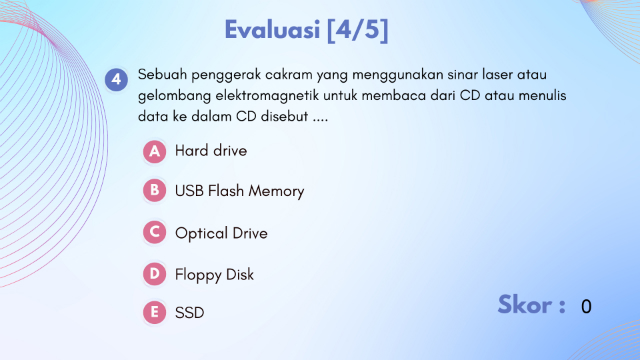 Evaluasi [4/5]
4 Sebuah penggerak cakram yang menggunakan sinar laser atau
gelombang elektromagnetik untuk membaca dari CD atau menulis
data ke dalam CD disebut ....
A Hard drive
B USB Flash Memory
C Optical Drive
D Floppy Disk
E SSD
Skor : 0